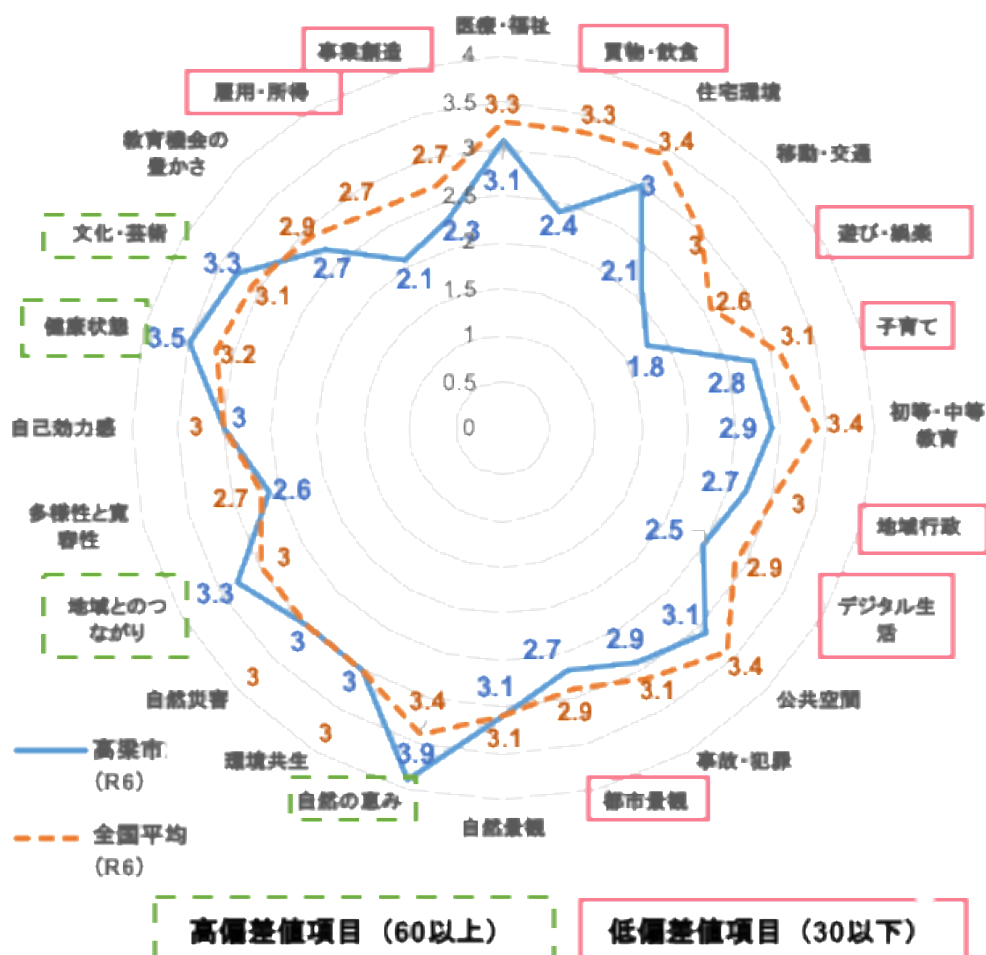 医療・福祉
事業創造
買物・飲食
雇用・所得
住宅環境
教育機会の
豊かさ
移動・交通
文化・芸術
遊び・娯楽
健康状態
子育て
自己効力感
初等・中等
教育
多様性と寛
容性
地域行政
地域とのつ
ながり
デジタル生
活
自然災害
公共空間
環境共生
事故・犯罪
自然の恵み
都市景観
自然景観
4
3.5
3
2.5
2
1.5
1
0.5
0
3.3
3.3
3.4
3
2.6
3.1
3.4
3
2.9
3.4
3.1
2.9
3.1
3.4
3
3
3
2.7
3
3.2
3.1
2.9
2.7
2.7
3.1
2.4
3
2.1
1.8
2.8
2.9
2.7
2.5
3.1
2.9
2.7
3.1
3.9
3
3
3.3
2.6
3
3.5
3.3
2.7
2.1
2.3
高梁市
(R6)
全国平均
(R6)
高偏差値項目（60以上）
低偏差値項目（30以下）